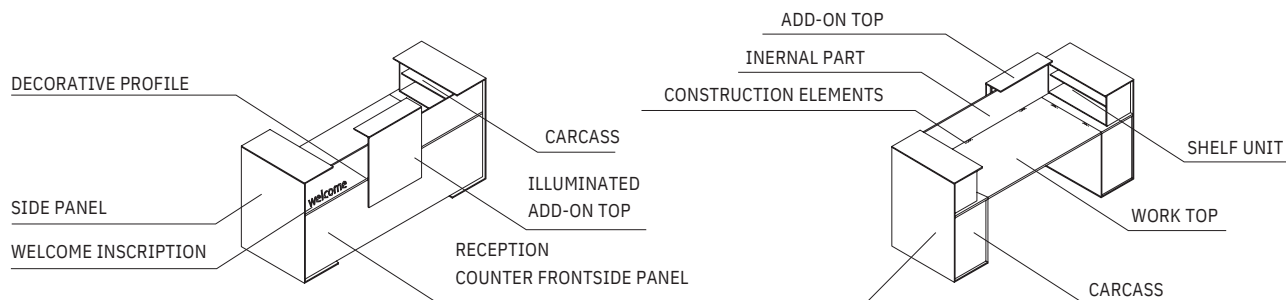 DECORATIVE PROFILE
CARCASS
ILLUMINATED
ADD-ON TOP
SIDE PANEL
welcome
WELCOME INSCRIPTION
RECEPTION
COUNTER FRONTSIDE PANEL
ADD-ON TOP
INERNAL PART
CONSTRUCTION ELEMENTS
SHELF UNIT
WORK TOP
CARCASS